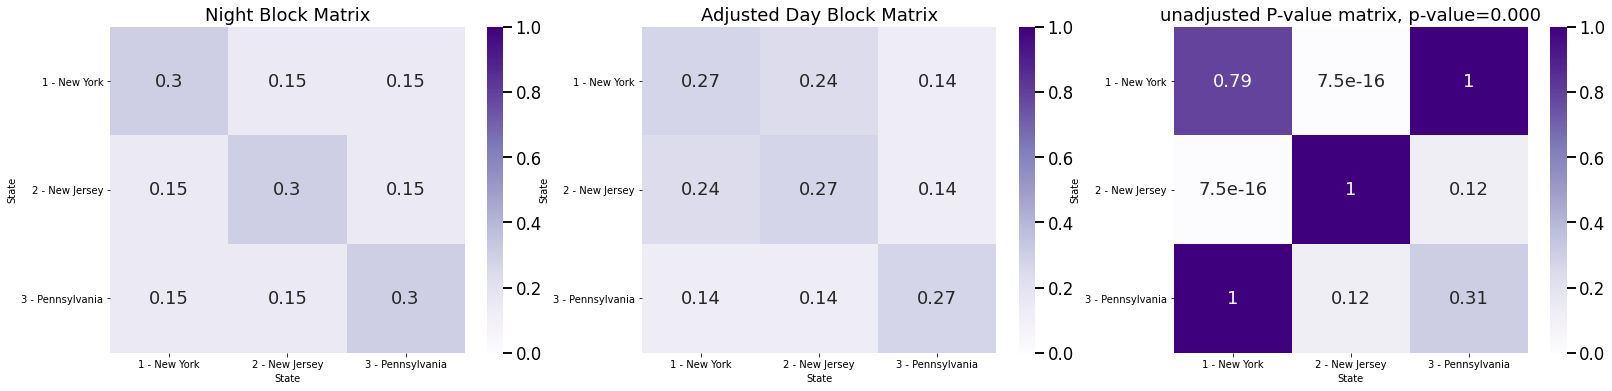 Night Block Matrix
1.0
0.8
0.6
0.4
0.2
0.0
State
1 - New York
2 - New Jersey
3 - Pennsylvania
0.3 0.15 0.15
0.15 0.3 0.15
0.15 0.15 0.3
1 - New York 2 - New Jersey 3 - Pennsylvania
State
Adjusted Day Block Matrix
1.0
0.8
0.6
0.4
0.2
0.0
State
1 - New York
2 - New Jersey
3 - Pennsylvania
0.27 0.24 0.14
0.24 0.27 0.14
0.14 0.14 0.27
1 - New York 2 - New Jersey 3 - Pennsylvania
State
unadjusted P-value matrix, p-value=0.000
1.0
0.8
0.6
0.4
0.2
0.0
State
1 - New York
2 - New Jersey
3 - Pennsylvania
0.79 7.5e-16 1
7.5e-16 1 0.12
1 0.12 0.31
1 - New York 2 - New Jersey 3 - Pennsylvania
State